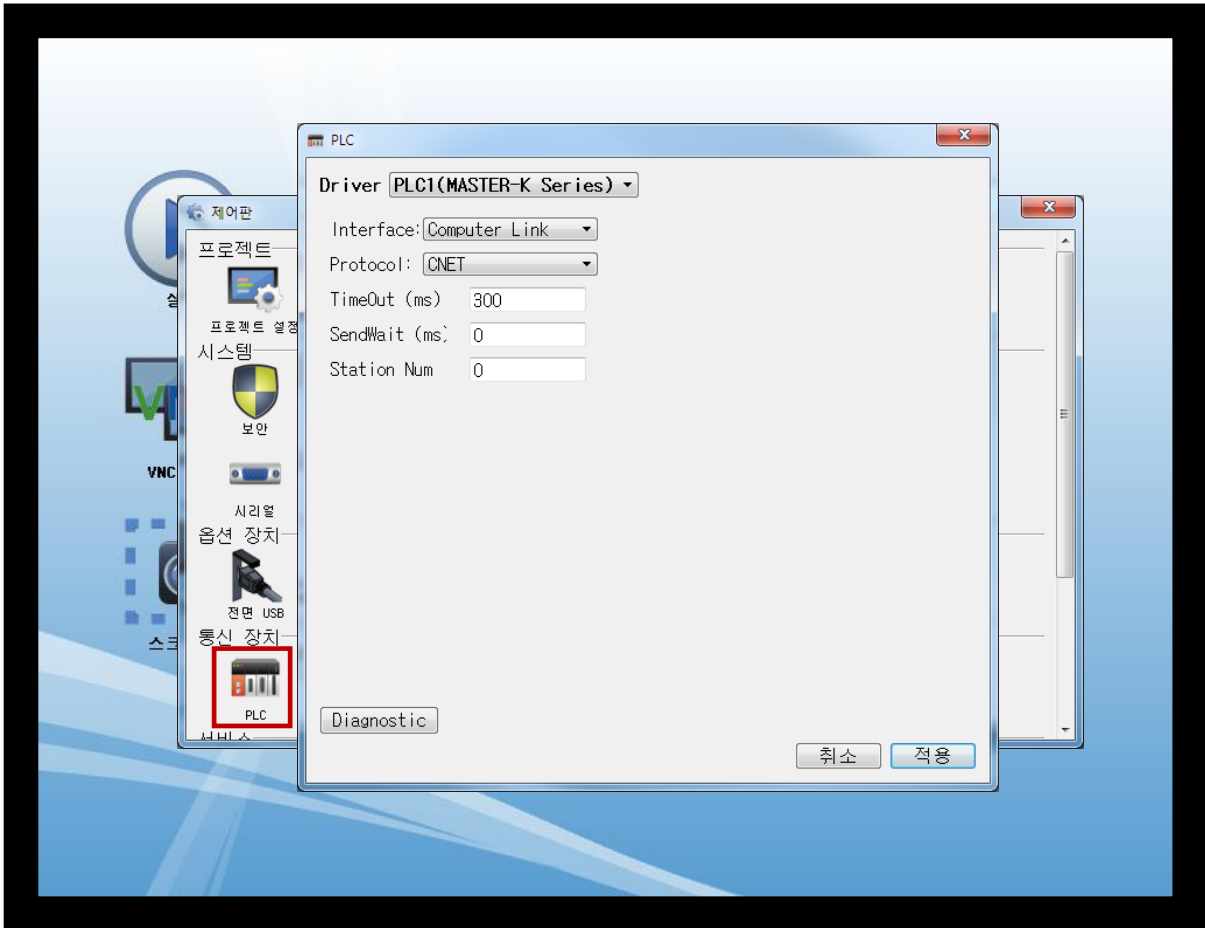 PLC
Driver PLC1(MASTER-K Series)
Interface: Computer Link
Protocol: CNET
TimeOut (ms) 300
SendWait (ms) 0
Station Num 0
Diagnostic
취소 적용
제어판
프로젝트
프로젝트 설정
시스템
보안
시리얼
옵션 장치
전면 USB
통신 장치
PLC
서비스
VNC